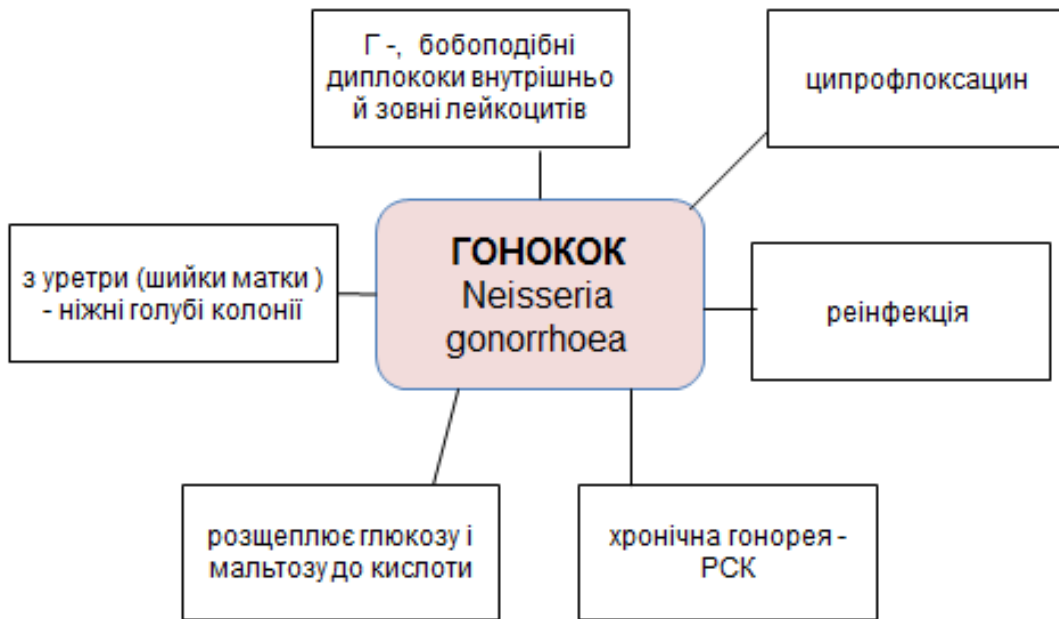 Г -, бобоподібні
диплококи внутрішньо
й зовні лейкоцитів
ципрофлоксацин
з уретри (шийки матки )
- ніжні голубі колонії
ГОНОКОК
Neisseria
gonorrhoea
реінфекція
розщеплює глюкозу і
мальтозу до кислоти
хронічна гонорея -
РСК